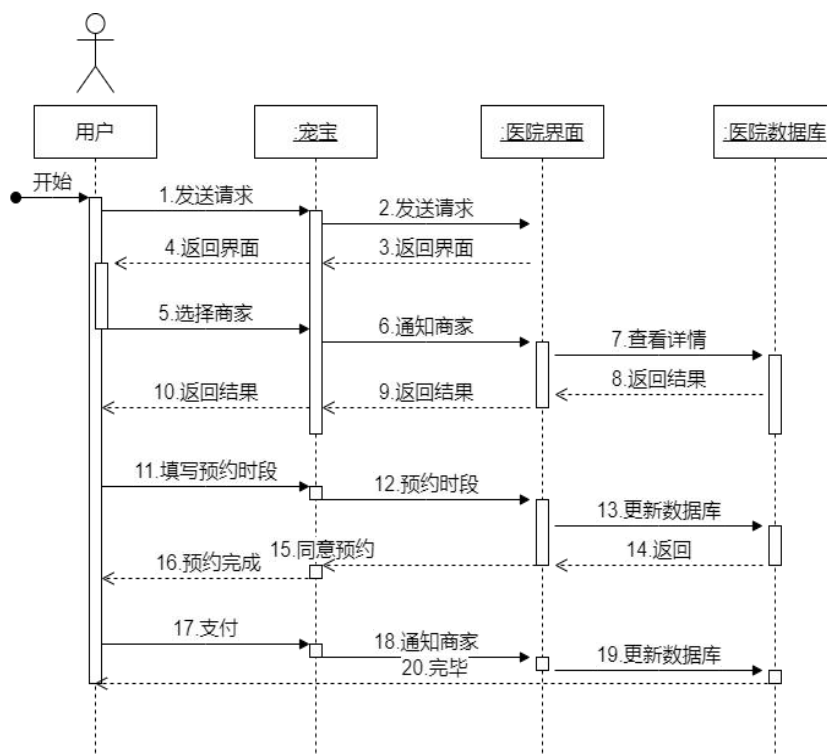 用户
:宠宝
:医院界面
:医院数据库
开始
1.发送请求
2.发送请求
4.返回界面
3.返回界面
5.选择商家
6.通知商家
7.查看详情
8.返回结果
10.返回结果
9.返回结果
11.填写预约时段
12.预约时段
13.更新数据库
15.同意预约
14.返回
16.预约完成
17.支付
18.通知商家
19.更新数据库
20.完毕